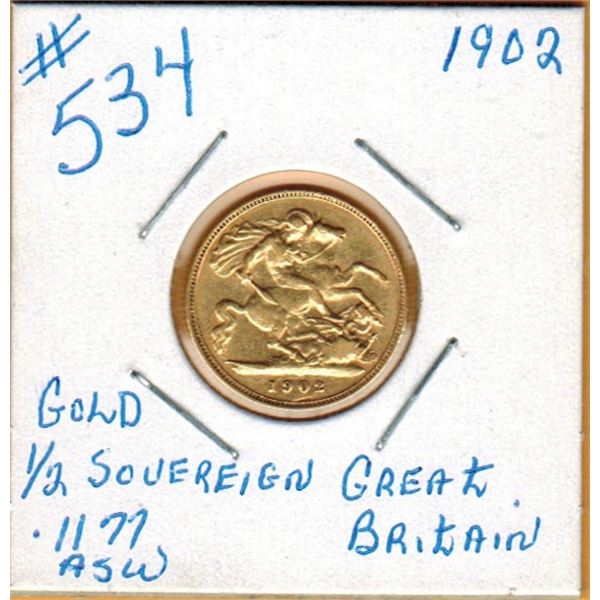 # 1902
534
1902
GOLD
1/2 SOVEREIGN GREAT
.1177 BRITAIN
ASW